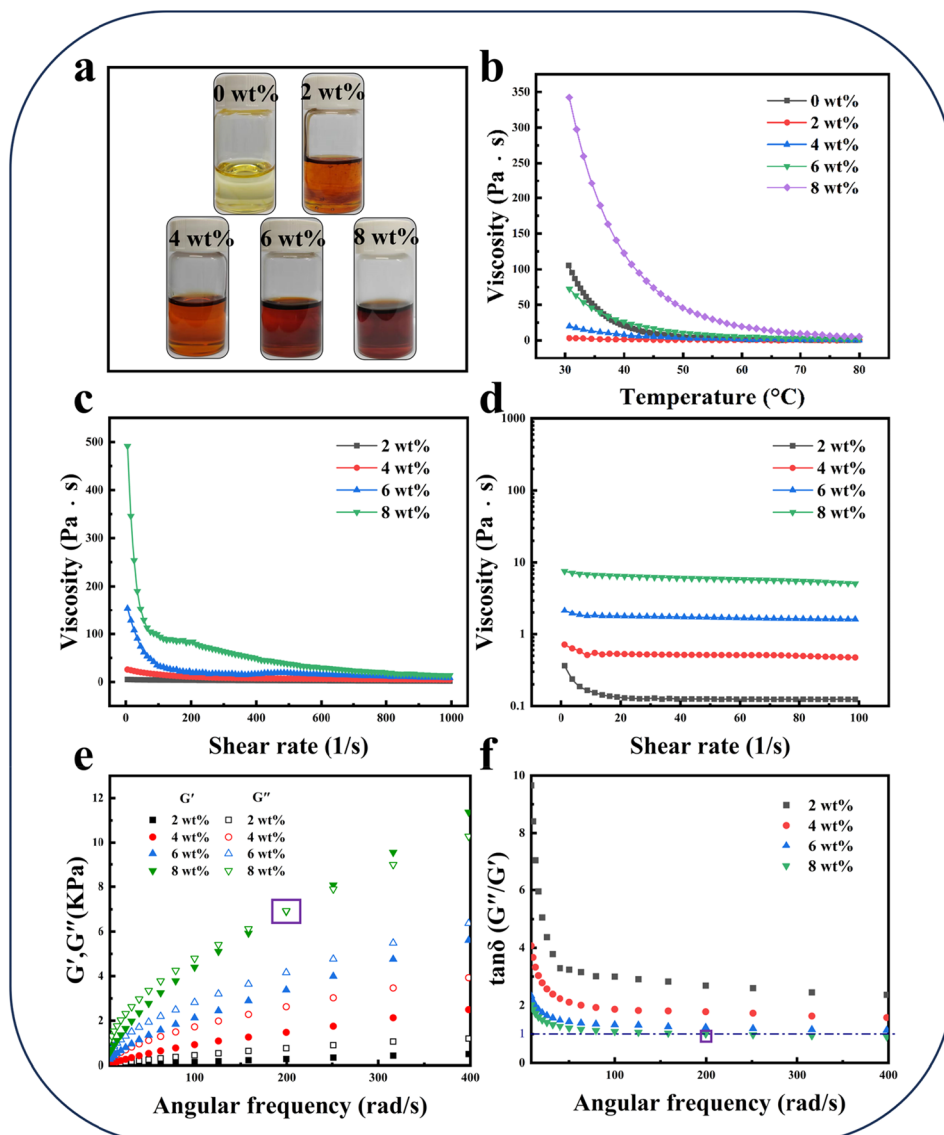 a
0 wt%
2 wt%
4 wt%
6 wt%
8 wt%
b
Viscosity (Pa · s)
350
300
250
200
150
100
50
0
0 wt%
2 wt%
4 wt%
6 wt%
8 wt%
30 40 50 60 70 80
Temperature (°C)
c
Viscosity (Pa · s)
500
400
300
200
100
0
2 wt%
4 wt%
6 wt%
8 wt%
0 200 400 600 800 1000
Shear rate (1/s)
d
Viscosity (Pa · s)
1000
100
10
1
0.1
2 wt%
4 wt%
6 wt%
8 wt%
0 20 40 60 80 100
Shear rate (1/s)
e
G′,G″(KPa)
12
10
8
6
4
2
0
G′ G″
2 wt% 2 wt%
4 wt% 4 wt%
6 wt% 6 wt%
8 wt% 8 wt%
100 200 300 400
Angular frequency (rad/s)
f
tanδ (G″/G′)
10
8
6
4
2
1
0
2 wt%
4 wt%
6 wt%
8 wt%
100 200 300 400
Angular frequency (rad/s)